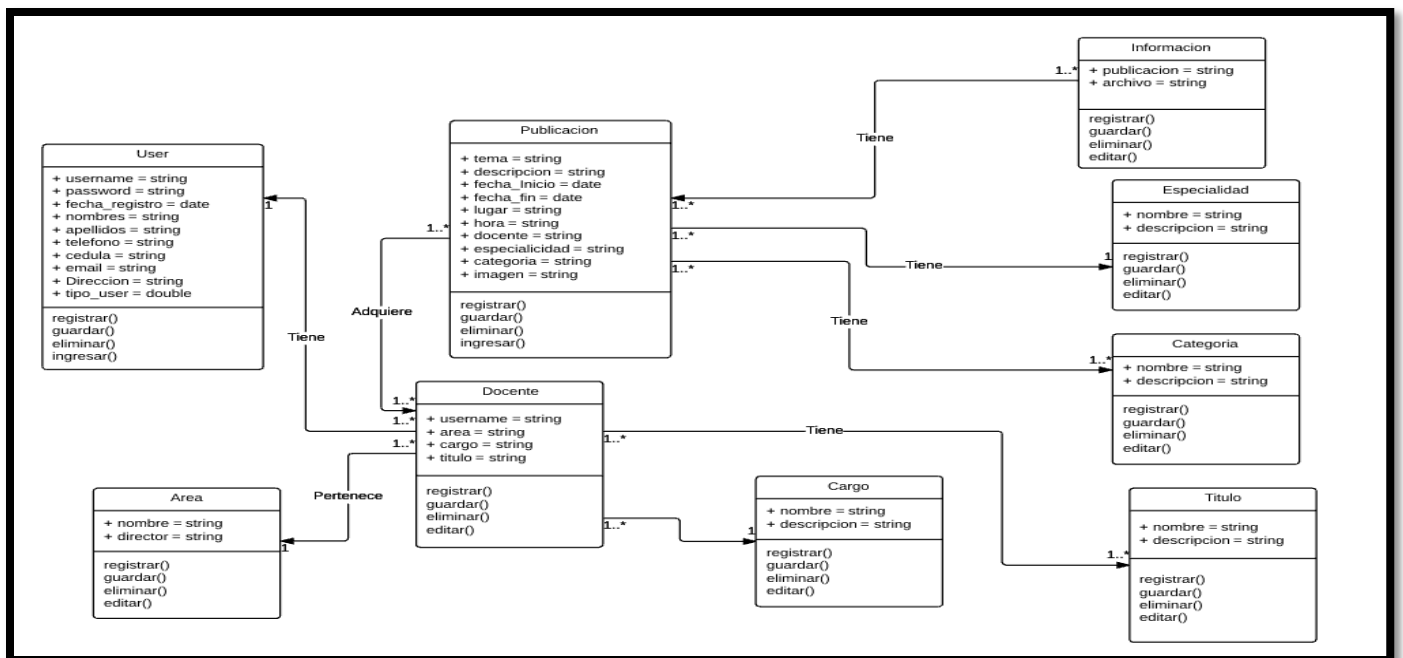 Informacion
+ publicacion = string
+ archivo = string
registrar()
guardar()
eliminar()
editar()
1..*
Tiene
1..*
Publicacion
+ tema = string
+ descripcion = string
+ fecha_Inicio = date
+ fecha_fin = date
+ lugar = string
+ hora = string
+ docente = string
+ especialicidad = string
+ categoria = string
+ imagen = string
registrar()
guardar()
eliminar()
ingresar()
User
+ username = string
+ password = string
+ fecha_registro = date
+ nombres = string
+ apellidos = string
+ telefono = string
+ cedula = string
+ email = string
+ Direccion = string
+ tipo_user = double
registrar()
guardar()
eliminar()
ingresar()
1
Tiene
1..*
1..*
Adquiere
1..*
Especialidad
+ nombre = string
+ descripcion = string
registrar()
guardar()
eliminar()
editar()
1..*
Tiene
1
Categoria
+ nombre = string
+ descripcion = string
registrar()
guardar()
eliminar()
editar()
1..*
Tiene
1..*
Docente
+ username = string
+ area = string
+ cargo = string
+ titulo = string
registrar()
guardar()
eliminar()
editar()
1..*
Pertenece
1
Area
+ nombre = string
+ director = string
registrar()
guardar()
eliminar()
editar()
1..*
1
Cargo
+ nombre = string
+ descripcion = string
registrar()
guardar()
eliminar()
editar()
1..*
Tiene
1..*
Titulo
+ nombre = string
+ descripcion = string
registrar()
guardar()
eliminar()
editar()